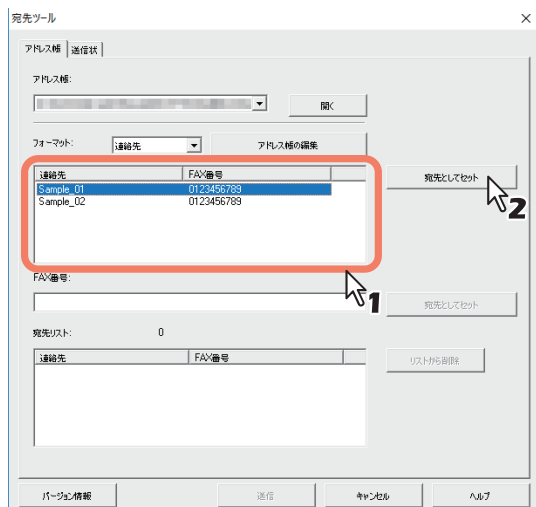 宛先ツール
アドレス帳 送信状
アドレス帳:
開く
フォーマット: 連絡先 アドレス帳の編集
連絡先 FAX番号
Sample_01 0123456789
Sample_02 0123456789
宛先としてセット
2
1
FAX番号:
宛先としてセット
宛先リスト: 0
連絡先 FAX番号
リストから削除
バージョン情報 送信 キャンセル ヘルプ